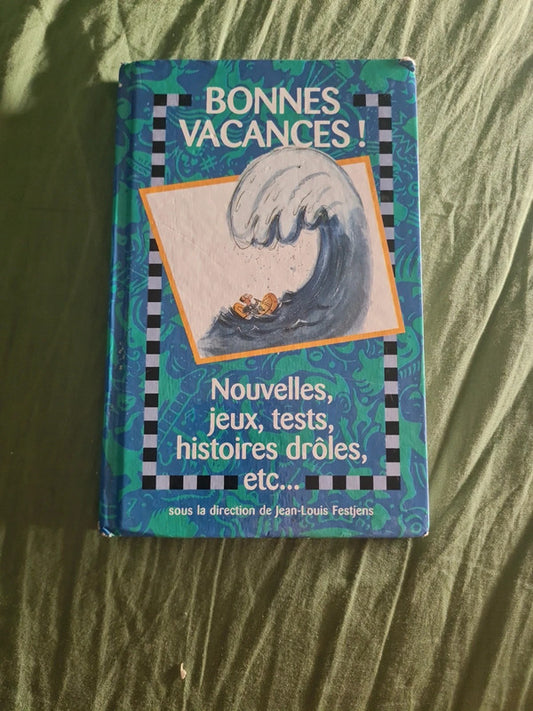 BONNES
VACANCES !
Nouvelles,
jeux, tests,
histoires drôles,
etc...
sous la direction de Jean-Louis Festjens